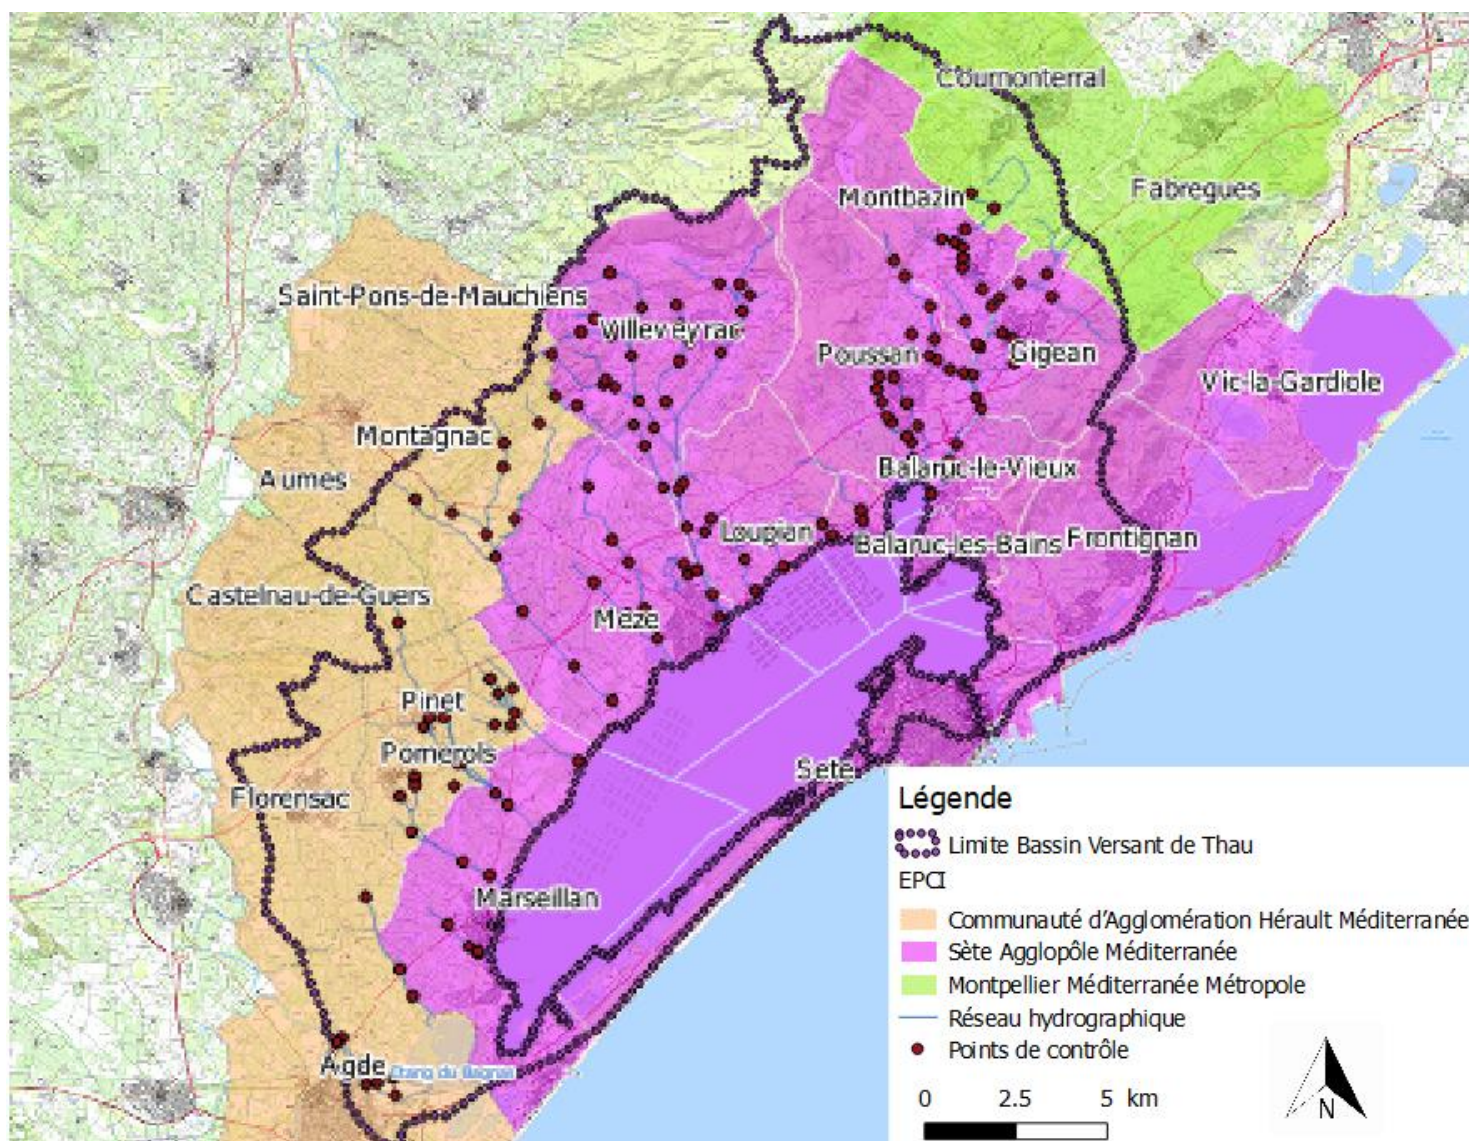 Cournonterral
Fabregues
Montbazin
Saint-Pons-de-Mauchiens
Villeveyrac
Poussan
Gigean
Vic-la-Gardiole
Montagnac
Aumes
Balaruc-le-Vieux
Loupian
Balaruc-les-Bains
Frontignan
Castelnau-de-Guers
Mèze
Pinet
Pomerols
Florensac
Sete
Marseillan
Agde
Etang du Bagnas
Légende
Limite Bassin Versant de Thau
EPCI
Communauté d'Agglomération Hérault Méditerranée
Sète Agglopôle Méditerranée
Montpellier Méditerranée Métropole
Réseau hydrographique
Points de contrôle
0 2.5 5 km
N